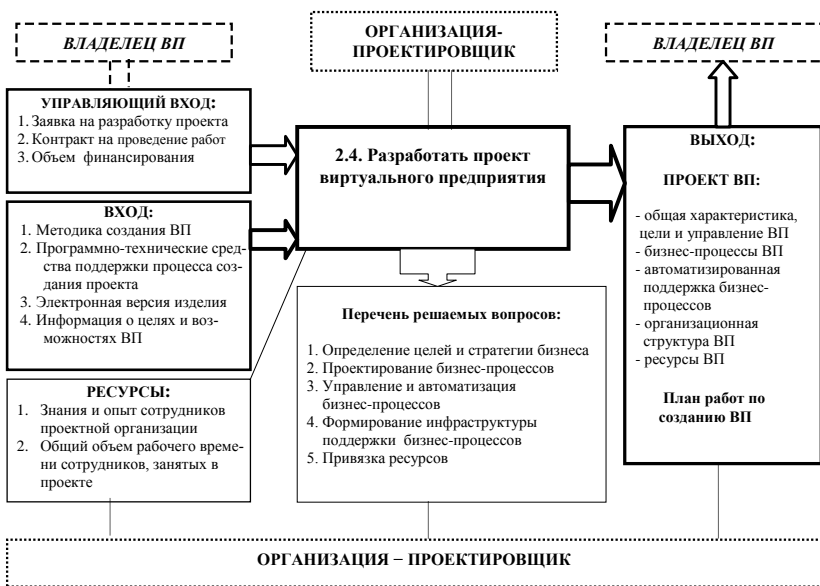 ВЛАДЕЛЕЦ ВП
ОРГАНИЗАЦИЯ-
ПРОЕКТИРОВЩИК
ВЛАДЕЛЕЦ ВП
УПРАВЛЯЮЩИЙ ВХОД:
1. Заявка на разработку проекта
2. Контракт на проведение работ
3. Объем финансирования
2.4. Разработать проект
виртуального предприятия
ВХОД:
1. Методика создания ВП
2. Программно-технические сред-
ства поддержки процесса соз-
дания проекта
3. Электронная версия изделия
4. Информация о целях и воз-
можностях ВП
РЕСУРСЫ:
1. Знания и опыт сотрудников
проектной организации
2. Общий объем рабочего време-
ни сотрудников, занятых в
проекте
Перечень решаемых вопросов:
1. Определение целей и стратегии бизнеса
2. Проектирование бизнес-процессов
3. Управление и автоматизация
бизнес-процессов
4. Формирование инфраструктуры
поддержки бизнес-процессов
5. Привязка ресурсов
ВЫХОД:
ПРОЕКТ ВП:
- общая характеристика,
цели и управление ВП
- бизнес-процессы ВП
- автоматизированная
поддержка бизнес-
процессов
- организационная
структура ВП
- ресурсы ВП
План работ по
созданию ВП
ОРГАНИЗАЦИЯ – ПРОЕКТИРОВЩИК